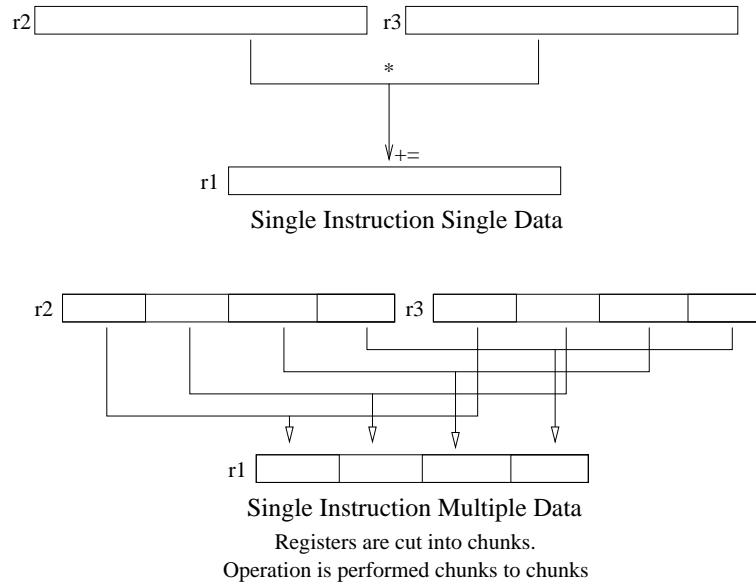 r2 r3
*
+=
r1
Single Instruction Single Data
r2 r3
r1
Single Instruction Multiple Data
Registers are cut into chunks.
Operation is performed chunks to chunks